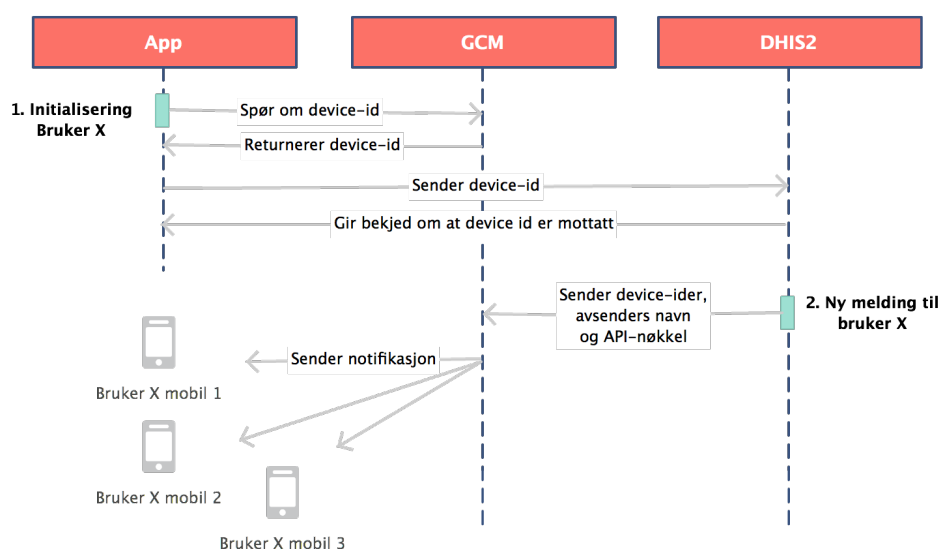 App
GCM
DHIS2
1. Initialisering
Bruker X
Spør om device-id
Returnerer device-id
Sender device-id
Gir bekjed om at device id er mottatt
Sender device-ider,
avsenders navn
og API-nøkkel
2. Ny melding til
bruker X
Sender notifikasjon
Bruker X mobil 1
Bruker X mobil 2
Bruker X mobil 3